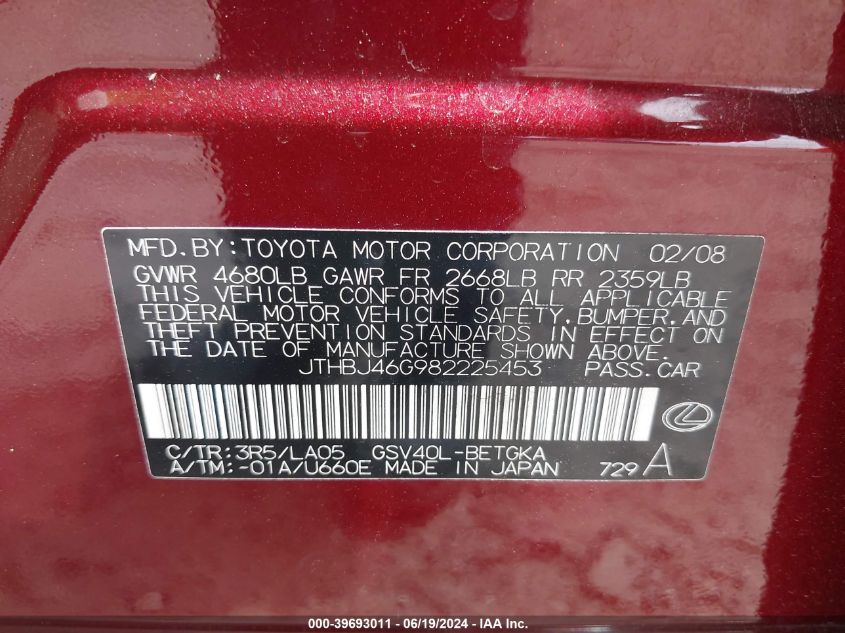 MFD.BY:TOYOTA MOTOR CORPORATION 02/08
GVWR 4680LB GAWR FR 2668LB RR 2359LB
THIS VEHICLE CONFORMS TO ALL APPLICABLE
FEDERAL MOTOR VEHICLE SAFETY,BUMPER,AND
THEFT PREVENTION STANDARDS IN EFFECT ON
THE DATE OF MANUFACTURE SHOWN ABOVE.
JTHBJ46G982225453 PASS.CAR
C/TR:3R5/LA05 GSV40L-BETGKA
A/TM:-01A/U660E MADE IN JAPAN 729 A
000-39693011 - 06/19/2024 - IAA Inc.